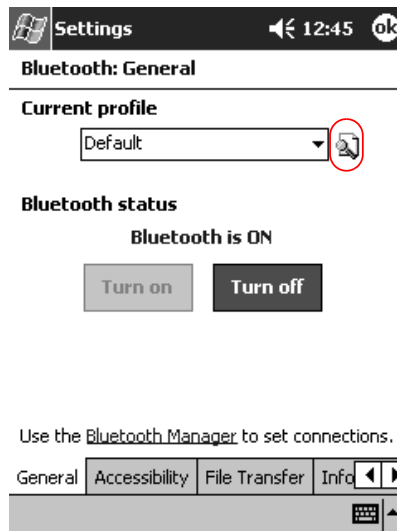 Settings 12:45 ok
Bluetooth: General
Current profile
Default
Bluetooth status
Bluetooth is ON
Turn on Turn off
Use the Bluetooth Manager to set connections.
General Accessibility File Transfer Info